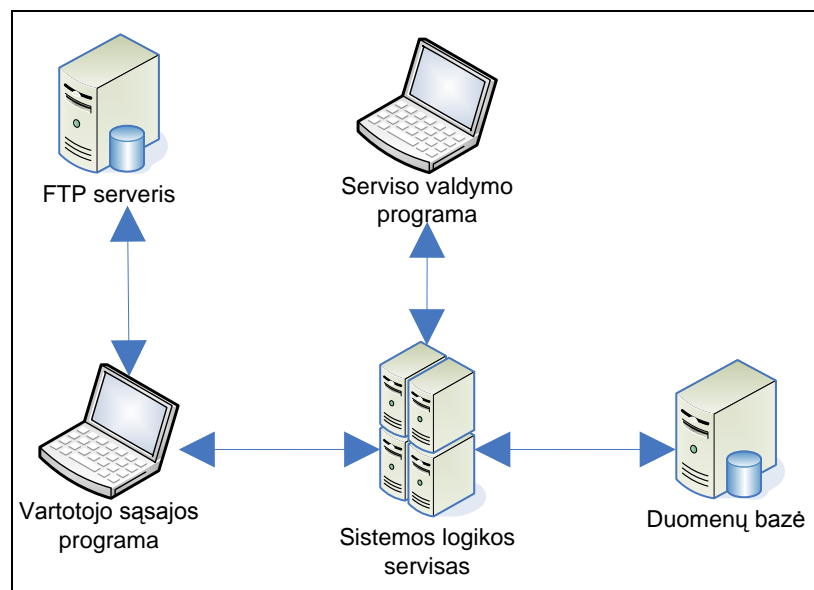 FTP serveris
Serviso valdymo
programa
Vartotojo sąsajos
programa
Sistemos logikos
servisas
Duomenų bazė